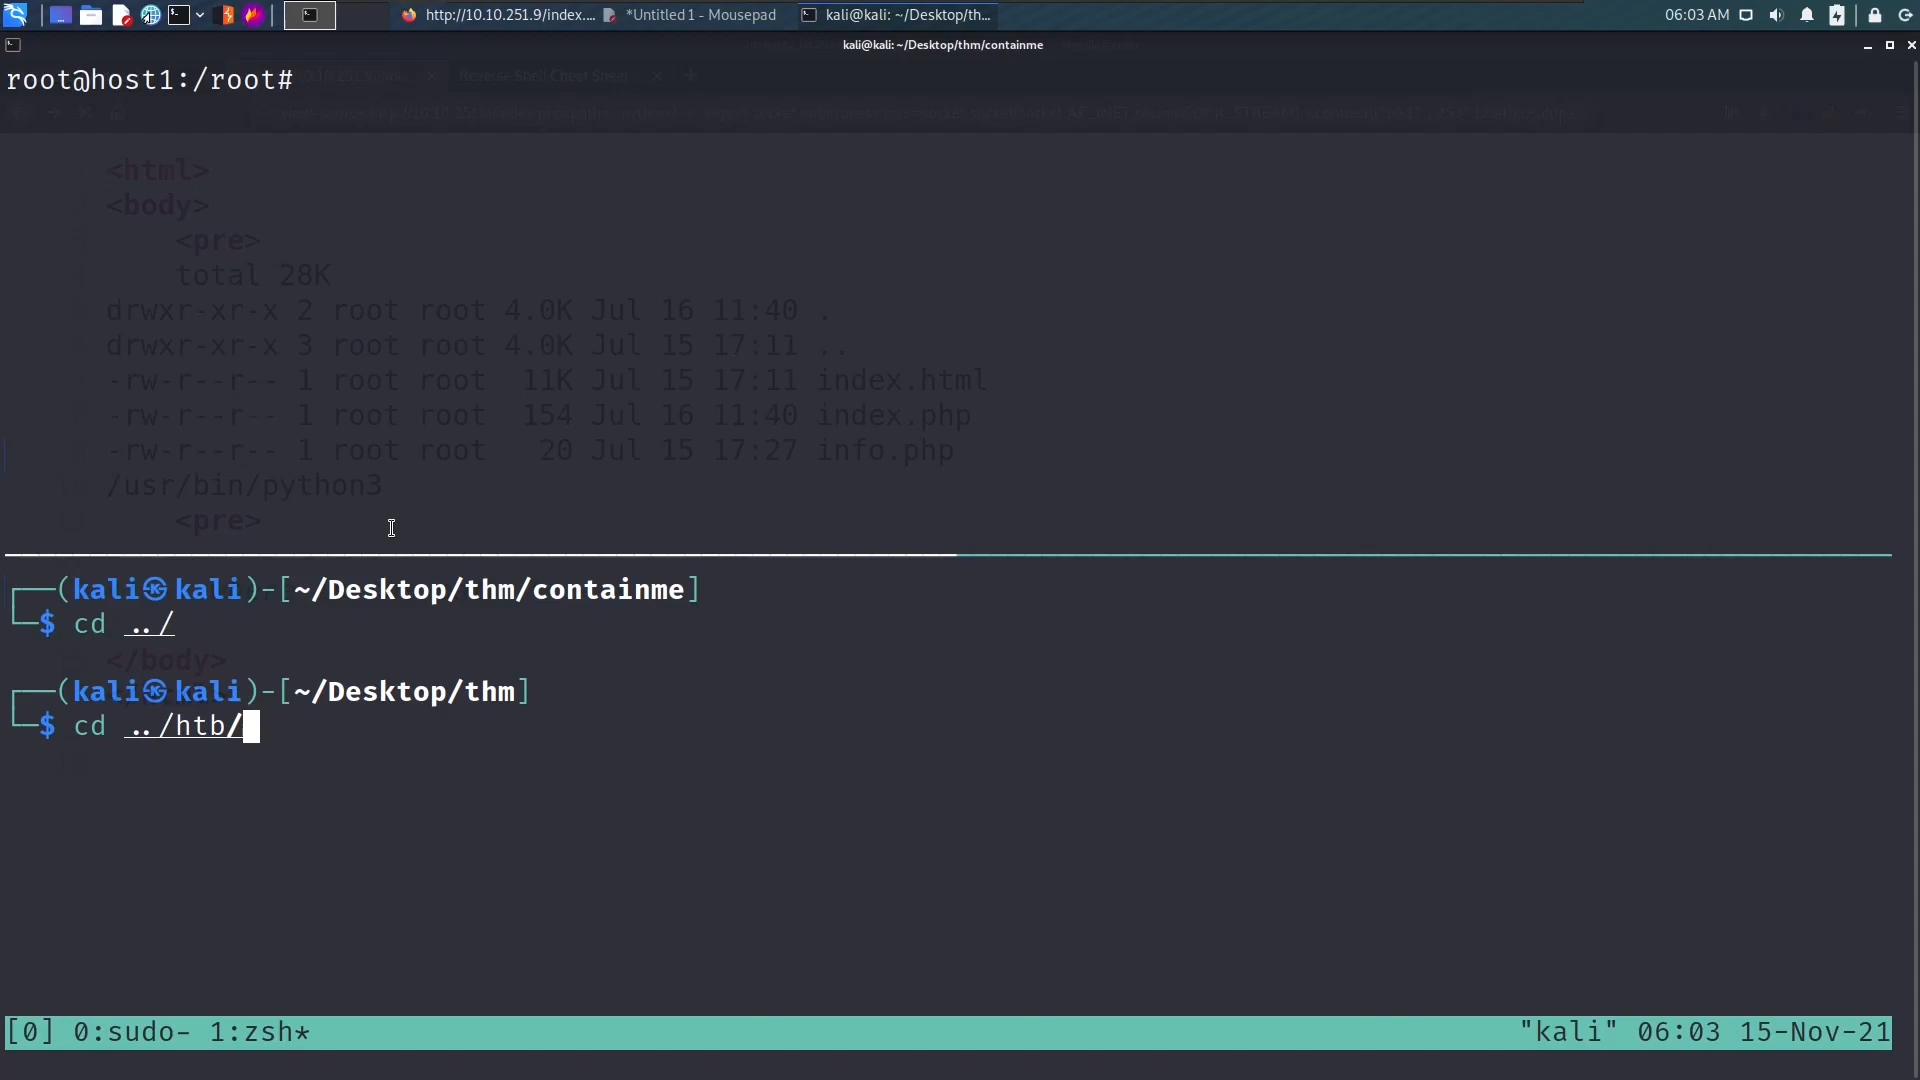 http://10.10.251.9/index....
*Untitled 1 - Mousepad
kali@kali: ~/Desktop/th...
06:03 AM
kali@kali: ~/Desktop/thm/containme
root@host1:/root#
Reverse Shell Cheat Sheet
<html>
<body>
<pre>
total 28K
drwxr-xr-x 2 root root 4.0K Jul 16 11:40 .
drwxr-xr-x 3 root root 4.0K Jul 15 17:11 ..
-rw-r--r-- 1 root root 11K Jul 15 17:11 index.html
-rw-r--r-- 1 root root 154 Jul 16 11:40 index.php
-rw-r--r-- 1 root root 20 Jul 15 17:27 info.php
/usr/bin/python3
<pre>
┌──(kali㉿kali)-[~/Desktop/thm/containme]
└─$ cd ../
</body>
┌──(kali㉿kali)-[~/Desktop/thm]
└─$ cd ../htb/
[0] 0:sudo- 1:zsh*
"kali" 06:03 15-Nov-21